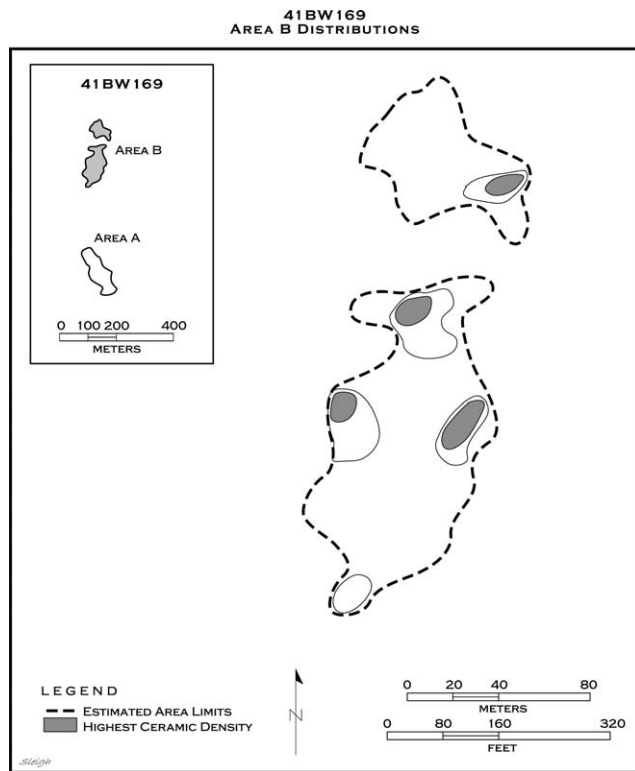 41BW169
AREA B DISTRIBUTIONS
41BW169
AREA B
AREA A
0 100 200 400
METERS
LEGEND
ESTIMATED AREA LIMITS
HIGHEST CERAMIC DENSITY
N
0 20 40 80
METERS
0 80 160 320
FEET
Sleigh